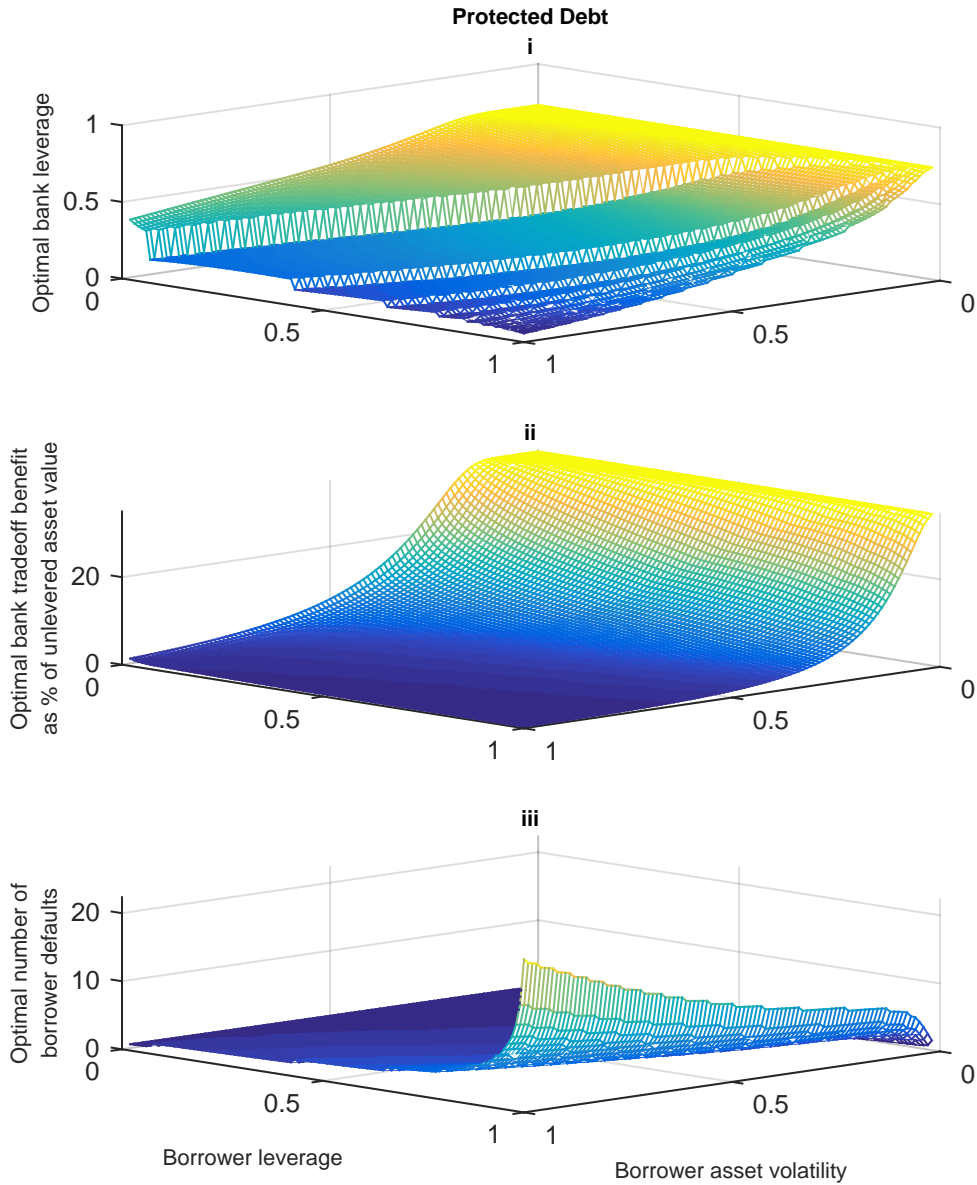 Protected Debt
i
Optimal bank leverage
1
0.5
0
0
0.5
1
1
0.5
0
ii
Optimal bank tradeoff benefit
as % of unlevered asset value
20
0
0
0.5
1
1
0.5
0
iii
Optimal number of
borrower defaults
20
10
0
0
0.5
1
1
0.5
0
Borrower leverage
Borrower asset volatility